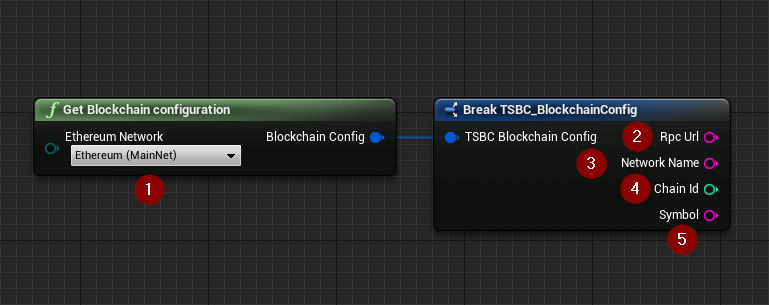 f Get Blockchain configuration
Ethereum Network
Ethereum (MainNet)
Blockchain Config
1
Break TSBC_BlockchainConfig
TSBC Blockchain Config
2 Rpc Url
3 Network Name
4 Chain Id
Symbol
5